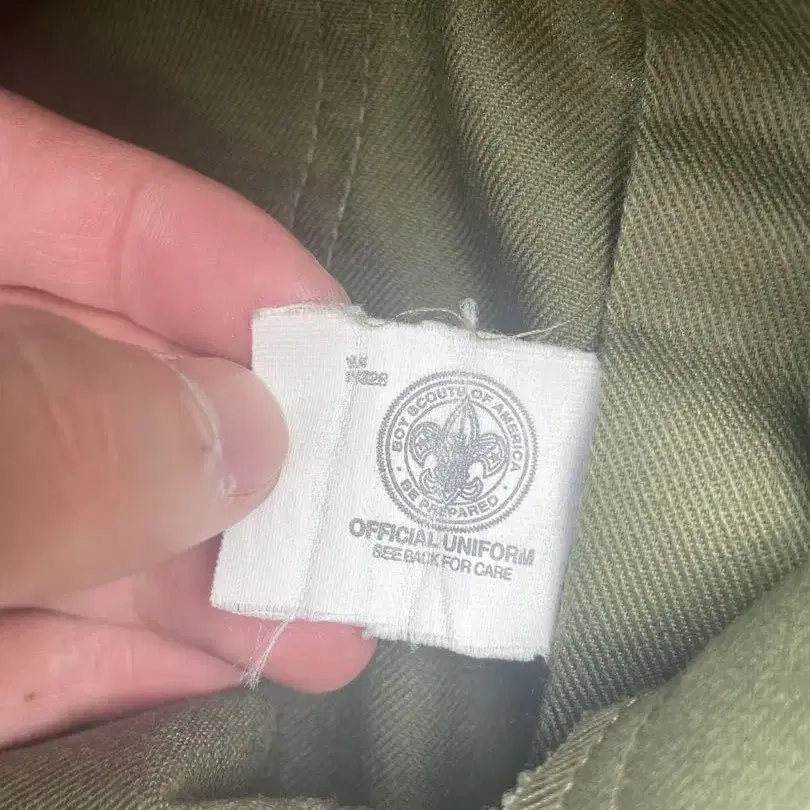 BOY SCOUTS OF AMERICA
BE PREPARED
OFFICIAL UNIFORM
SEE BACK FOR CARE